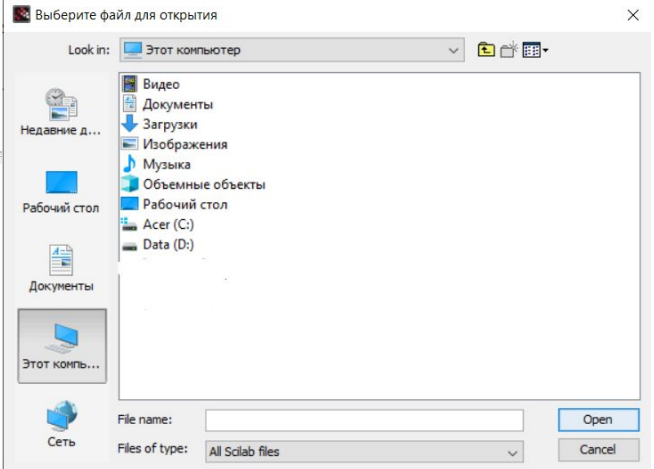 Выберите файл для открытия
Look in: Этот компьютер
Недавние д...
Рабочий стол
Документы
Этот компь...
Сеть
Видео
Документы
Загрузки
Изображения
Музыка
Объемные объекты
Рабочий стол
Acer (C:)
Data (D:)
File name:
Open
Files of type: All Scilab files
Cancel